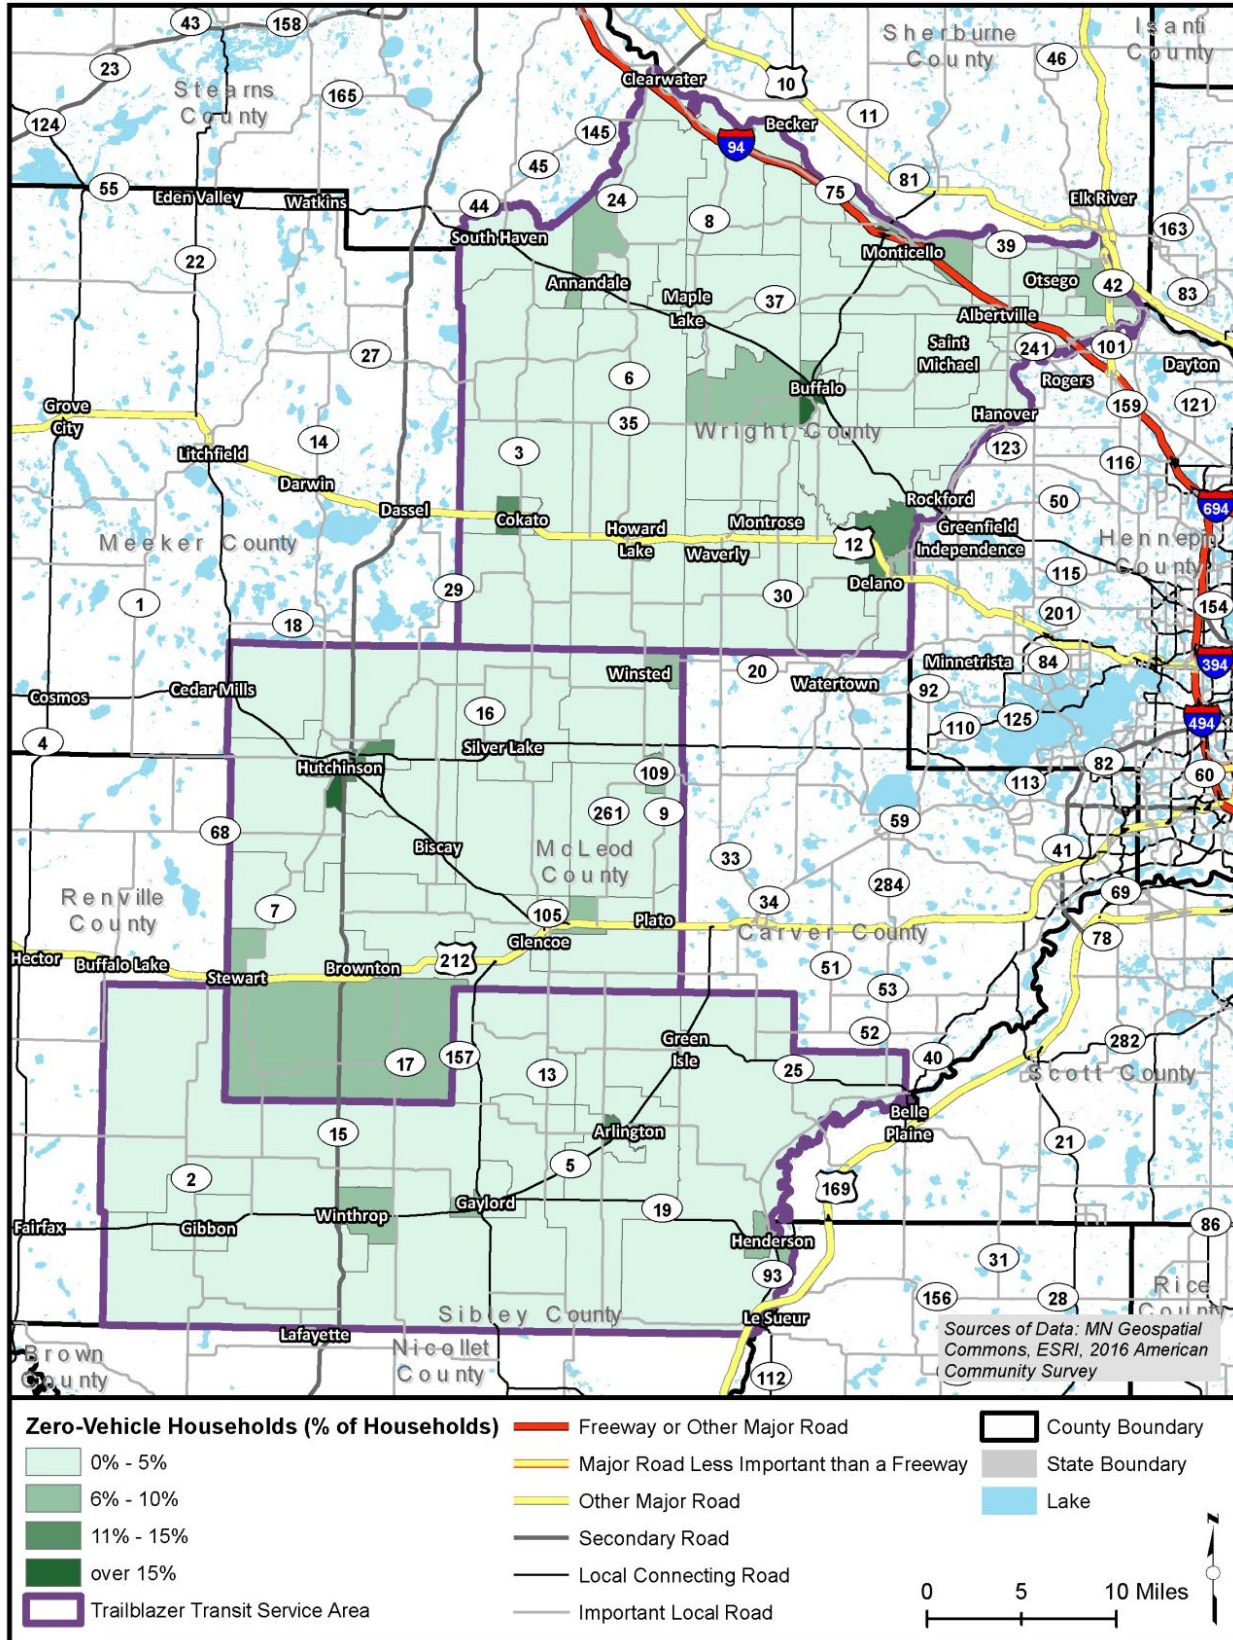 43
158
Sherburne
County
Isanti
County
46
23
Clearwater
10
Stearns
County
165
11
124
145
Becker
94
45
81
55
Eden Valley
Watkins
44
24
75
Elk River
8
South Haven
163
39
Monticello
22
Annandale
Otsego
42
83
Maple
Lake
37
Albertville
Saint
Michael
241
101
27
6
Rogers
Dayton
Buffalo
Grove
City
159
121
35
Hanover
Wright County
14
3
123
116
Litchfield
Darwin
Rockford
50
694
Dassel
Cokato
Howard
Lake
Montrose
12
Greenfield
Independence
Hennepin
County
Meeker County
Waverly
115
Delano
29
30
1
201
154
18
Winsted
20
Minnetrista
84
394
Cosmos
Cedar Mills
Watertown
92
16
125
110
494
4
Silver Lake
Hutchinson
109
82
113
60
261
9
59
68
Biscay
41
McLeod
County
33
284
Renville
County
7
34
69
105
Plato
Glencoe
Carver County
78
Hector
Buffalo Lake
Stewart
Brownton
212
51
53
Green
Isle
52
282
17
157
13
25
40
Scott County
15
Arlington
Belle
Plaine
21
5
2
169
Gaylord
19
Fairfax
Gibbon
Winthrop
86
Henderson
31
93
156
28
Rice
County
Sibley County
Le Sueur
Lafayette
Brown
County
Nicollet
County
112
Sources of Data: MN Geospatial
Commons, ESRI, 2016 American
Community Survey
Zero-Vehicle Households (% of Households)
0% - 5%
6% - 10%
11% - 15%
over 15%
Trailblazer Transit Service Area
Freeway or Other Major Road
Major Road Less Important than a Freeway
Other Major Road
Secondary Road
Local Connecting Road
Important Local Road
County Boundary
State Boundary
Lake
N
0 5 10 Miles